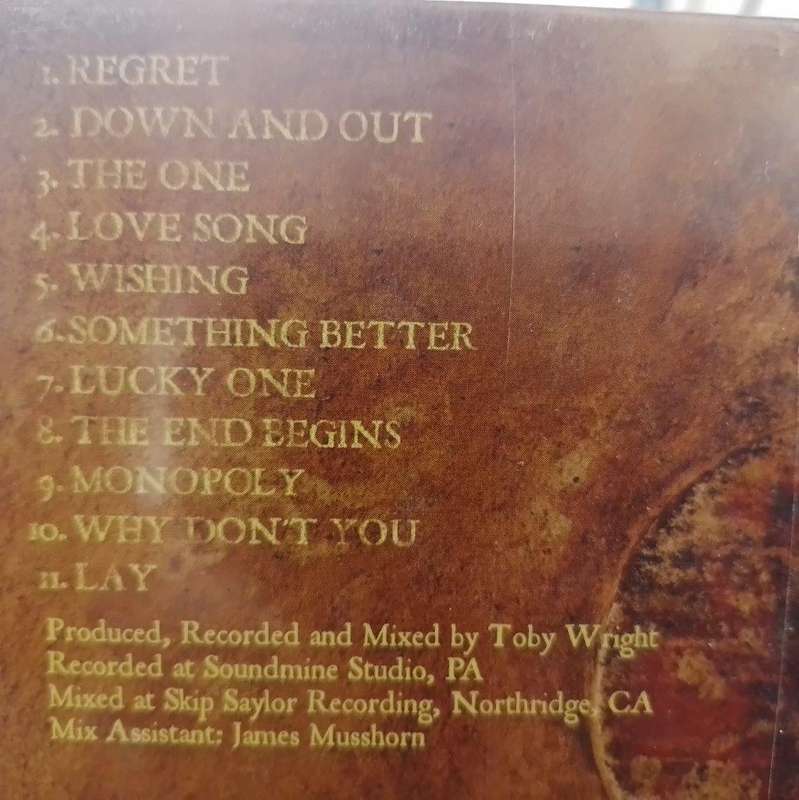 1. REGRET
2. DOWN AND OUT
3. THE ONE
4. LOVE SONG
5. WISHING
6. SOMETHING BETTER
7. LUCKY ONE
8. THE END BEGINS
9. MONOPOLY
10. WHY DON'T YOU
11. LAY
Produced, Recorded and Mixed by Toby Wright
Recorded at Soundmine Studio, PA
Mixed at Skip Saylor Recording, Northridge, CA
Mix Assistant: James Musshorn